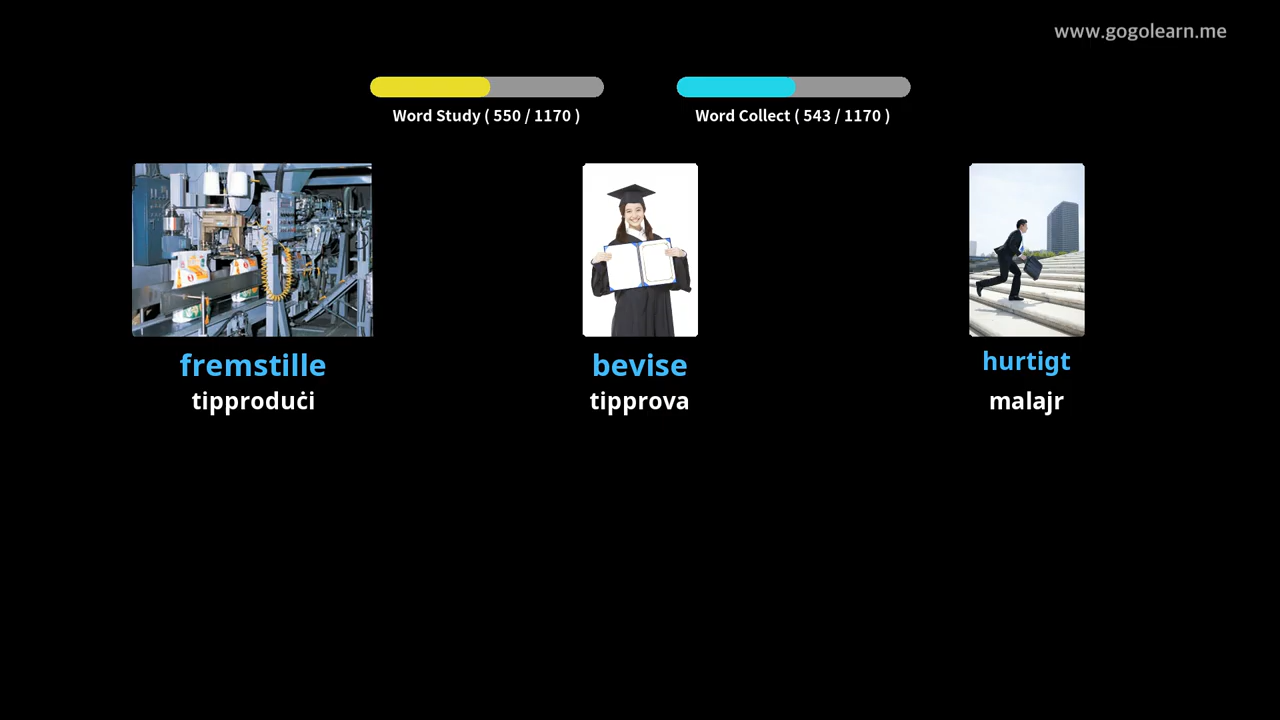 www.gogolearn.me
Word Study ( 550 / 1170 )
Word Collect ( 543 / 1170 )
fremstille
bevise
hurtigt
tipproduċi
tipprova
malajr